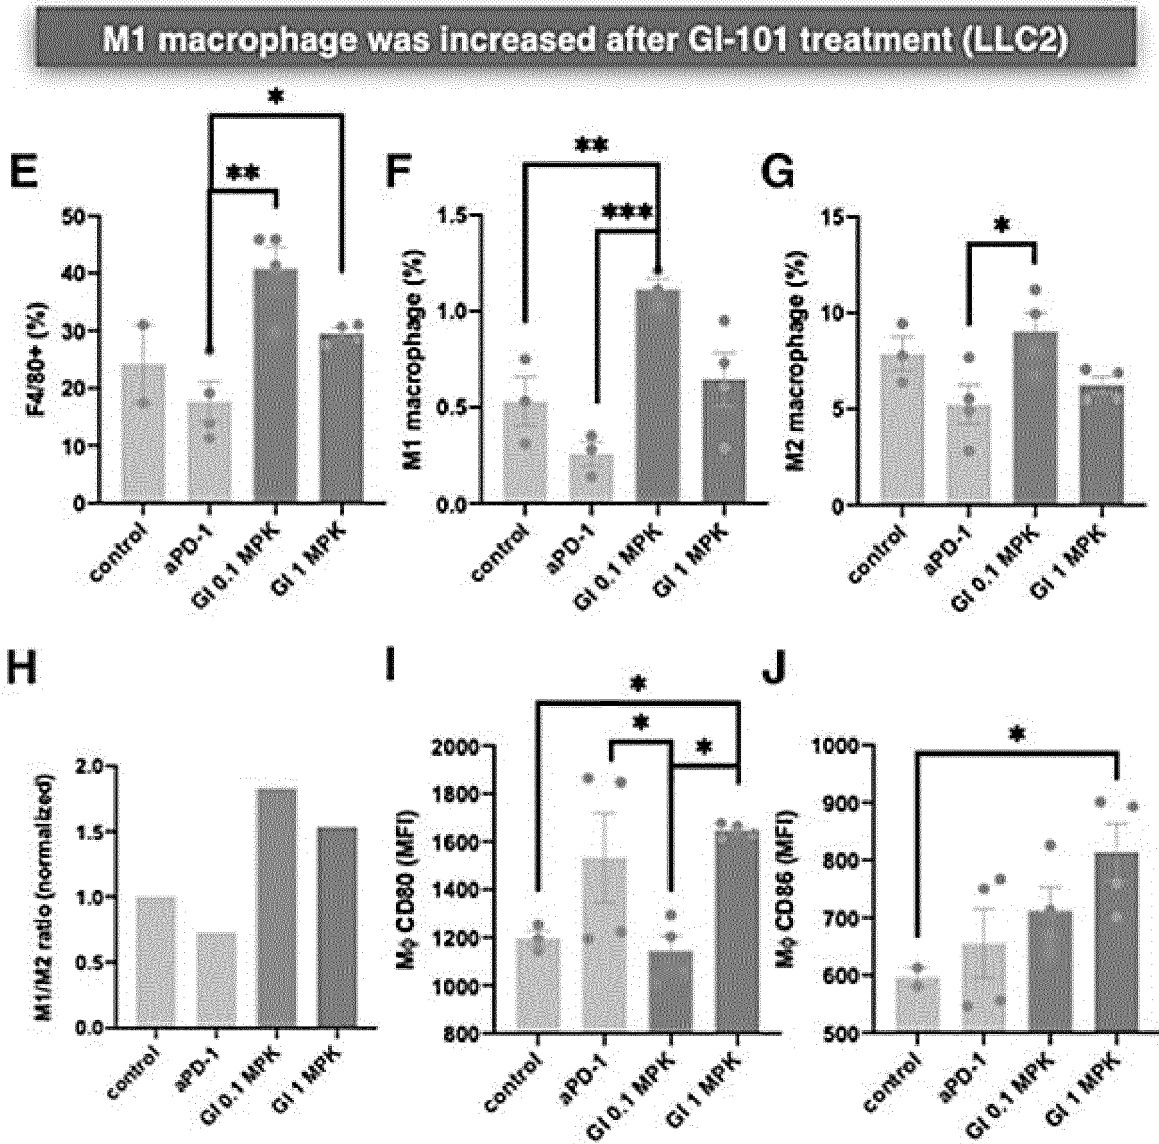 M1 macrophage was increased after GI-101 treatment (LLC2)
E
*
**
F4/80+ (%)
50
40
30
20
10
0
control
aPD-1
GI 0.1 MPK
GI 1 MPK
F
**
***
M1 macrophage (%)
1.5
1.0
0.5
0.0
control
aPD-1
GI 0.1 MPK
GI 1 MPK
G
*
M2 macrophage (%)
15
10
5
0
control
aPD-1
GI 0.1 MPK
GI 1 MPK
H
M1/M2 ratio (normalized)
2.0
1.5
1.0
0.5
0.0
control
aPD-1
GI 0.1 MPK
GI 1 MPK
I
*
*
*
Mϕ CD80 (MFI)
2000
1800
1600
1400
1200
1000
800
control
aPD-1
GI 0.1 MPK
GI 1 MPK
J
*
Mϕ CD86 (MFI)
1000
900
800
700
600
500
control
aPD-1
GI 0.1 MPK
GI 1 MPK